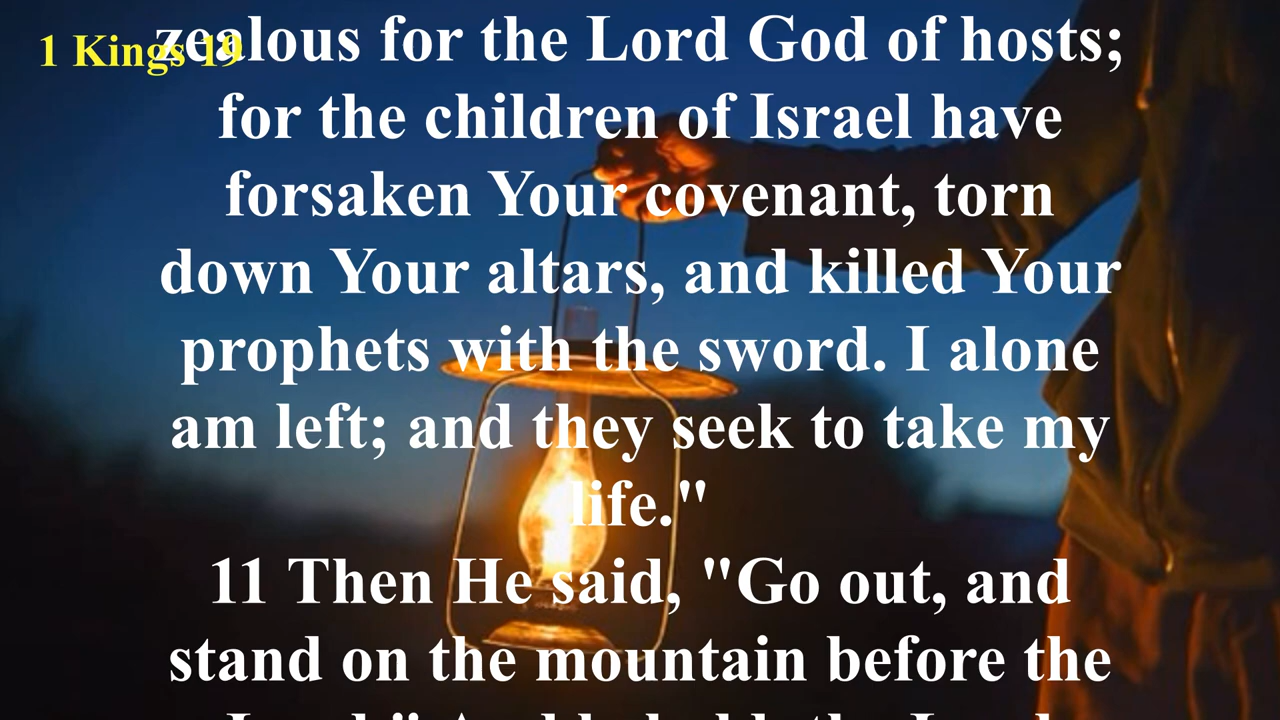 1 Kings 19
zealous for the Lord God of hosts;
for the children of Israel have
forsaken Your covenant, torn
down Your altars, and killed Your
prophets with the sword. I alone
am left; and they seek to take my
life."
11 Then He said, "Go out, and
stand on the mountain before the